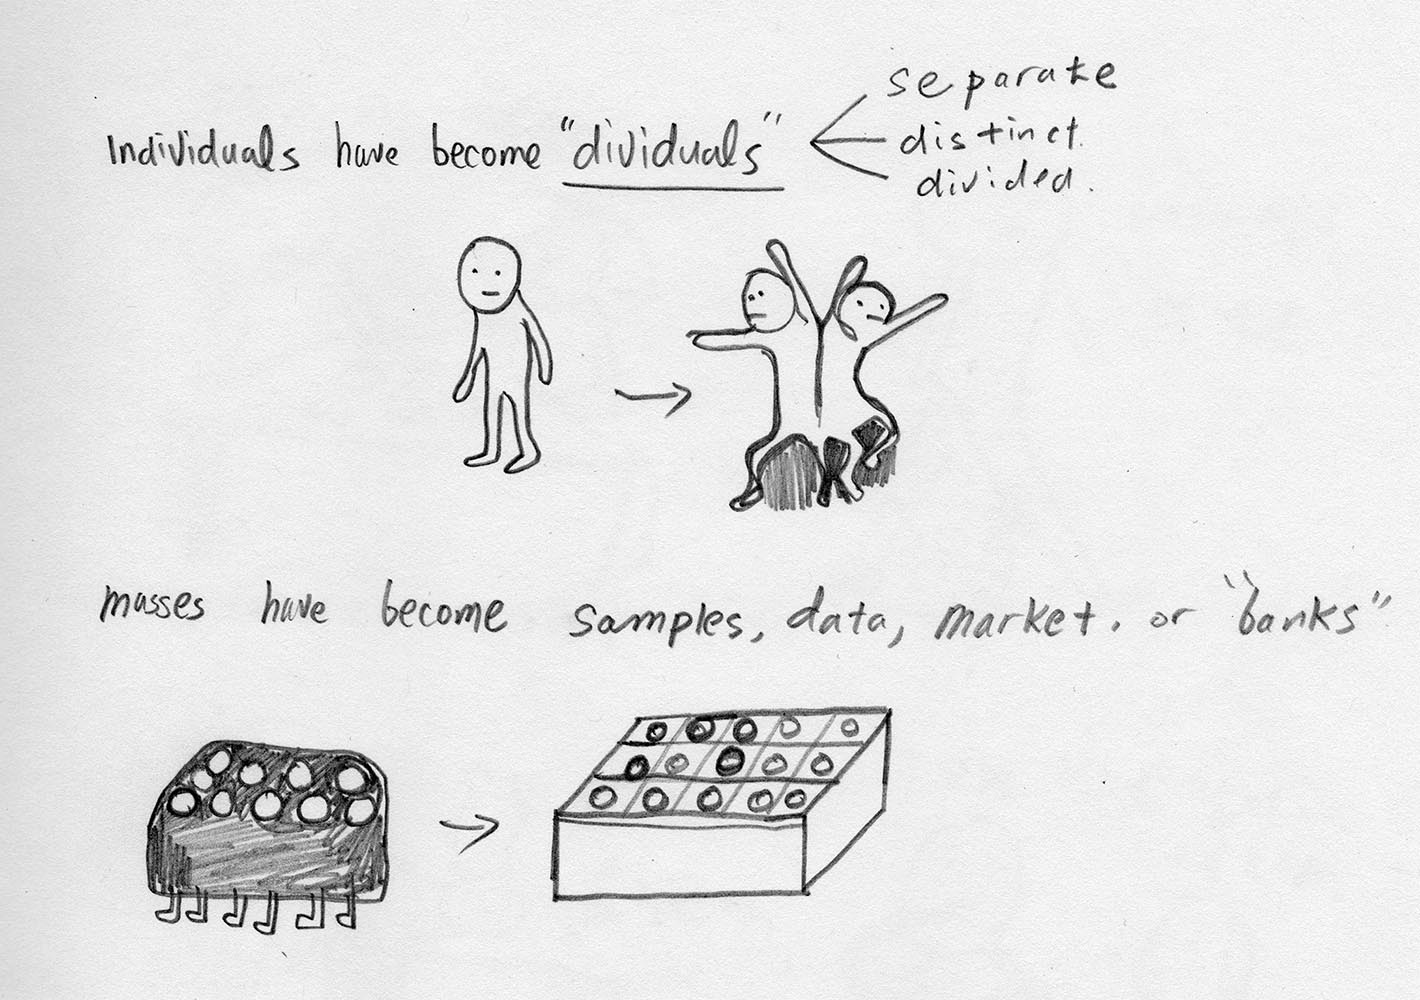 Individuals have become "dividuals"
separate
distinct.
divided.
masses have become samples, data, market. or "banks"